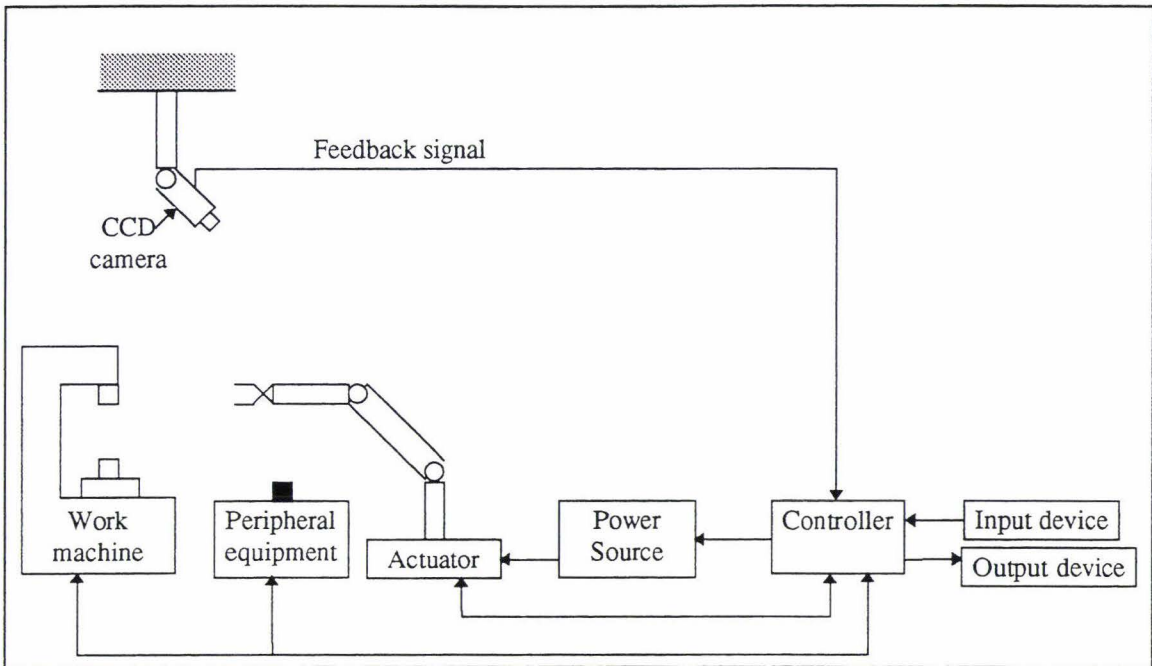 Feedback signal
CCD
camera
Work
machine
Peripheral
equipment
Actuator
Power
Source
Controller
Input device
Output device